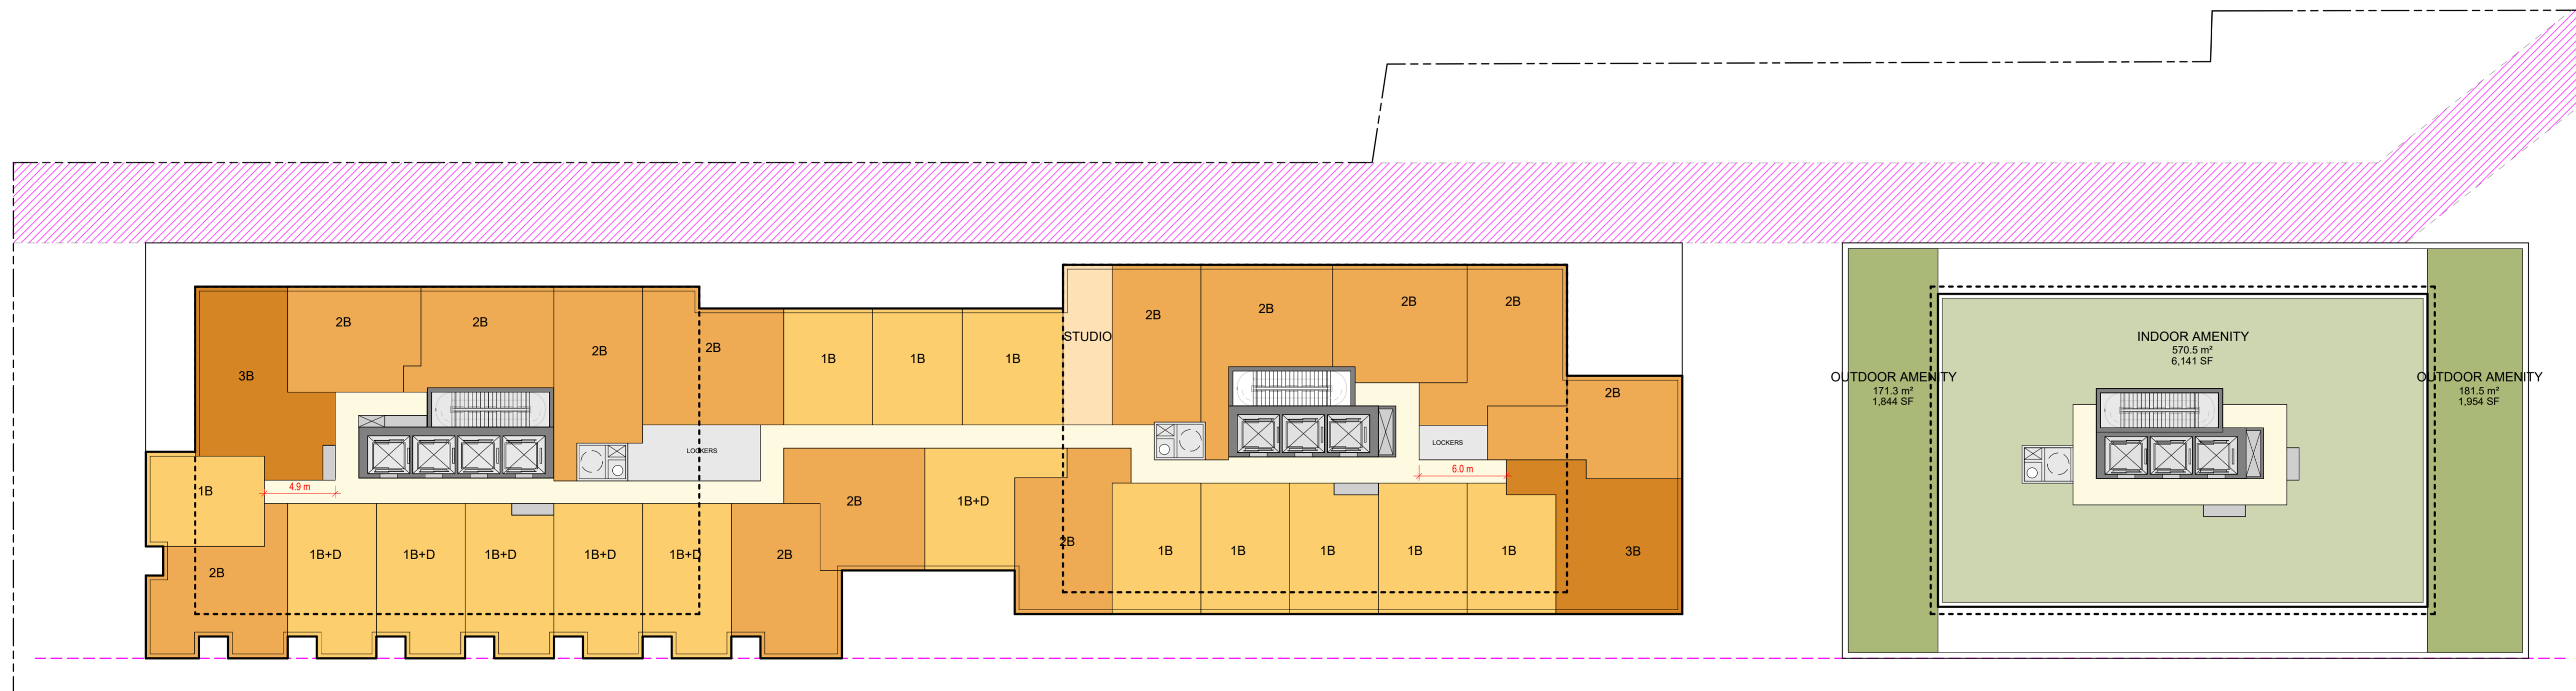 2B
2B
2B
2B
3B
1B
1B
1B
STUDIO
2B
2B
2B
2B
2B
LOCKERS
LOCKERS
4.9 m
6.0 m
1B
2B
1B+D
1B+D
1B+D
1B+D
1B+D
2B
2B
1B+D
2B
1B
1B
1B
1B
1B
3B
INDOOR AMENITY
570.5 m²
6,141 SF
OUTDOOR AMENITY
171.3 m²
1,844 SF
OUTDOOR AMENITY
181.5 m²
1,954 SF